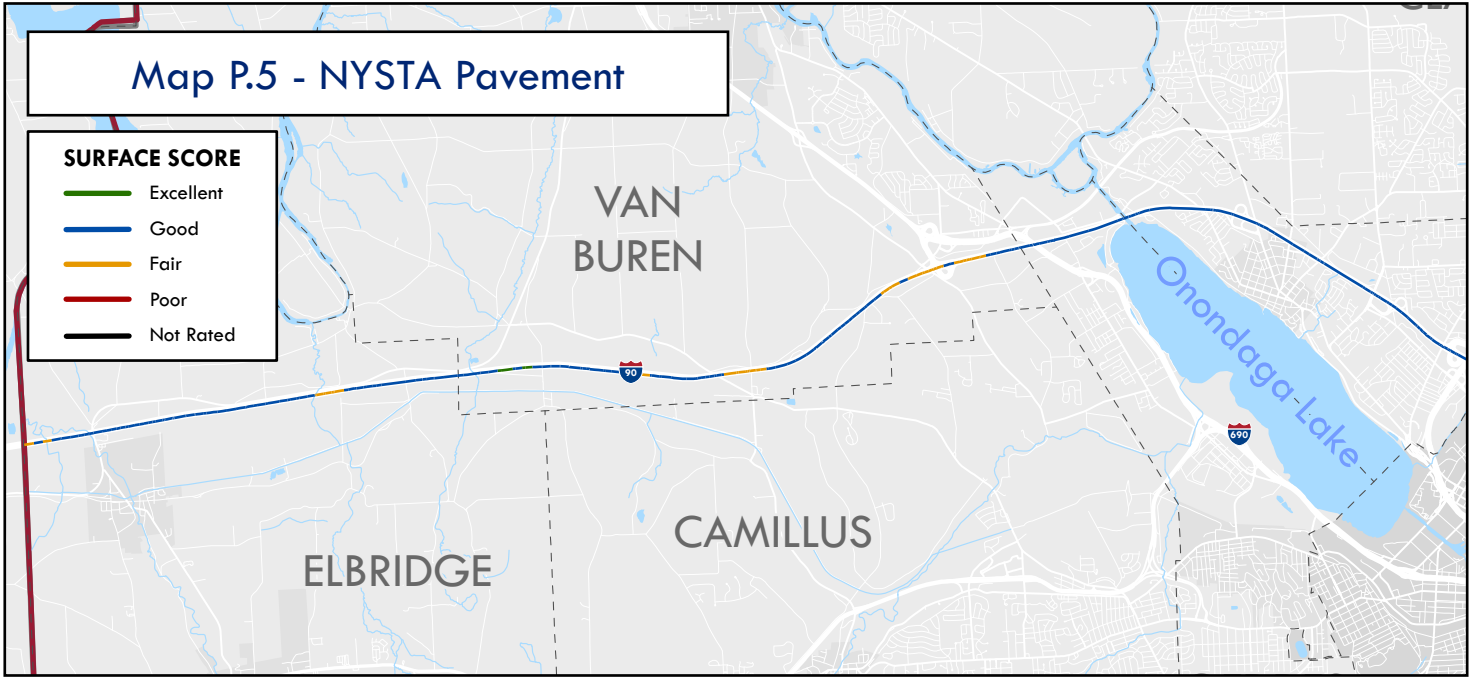 Map P.5 - NYSTA Pavement
SURFACE SCORE
Excellent
Good
Fair
Poor
Not Rated
VAN
BUREN
90
Onondaga Lake
690
CAMILLUS
ELBRIDGE